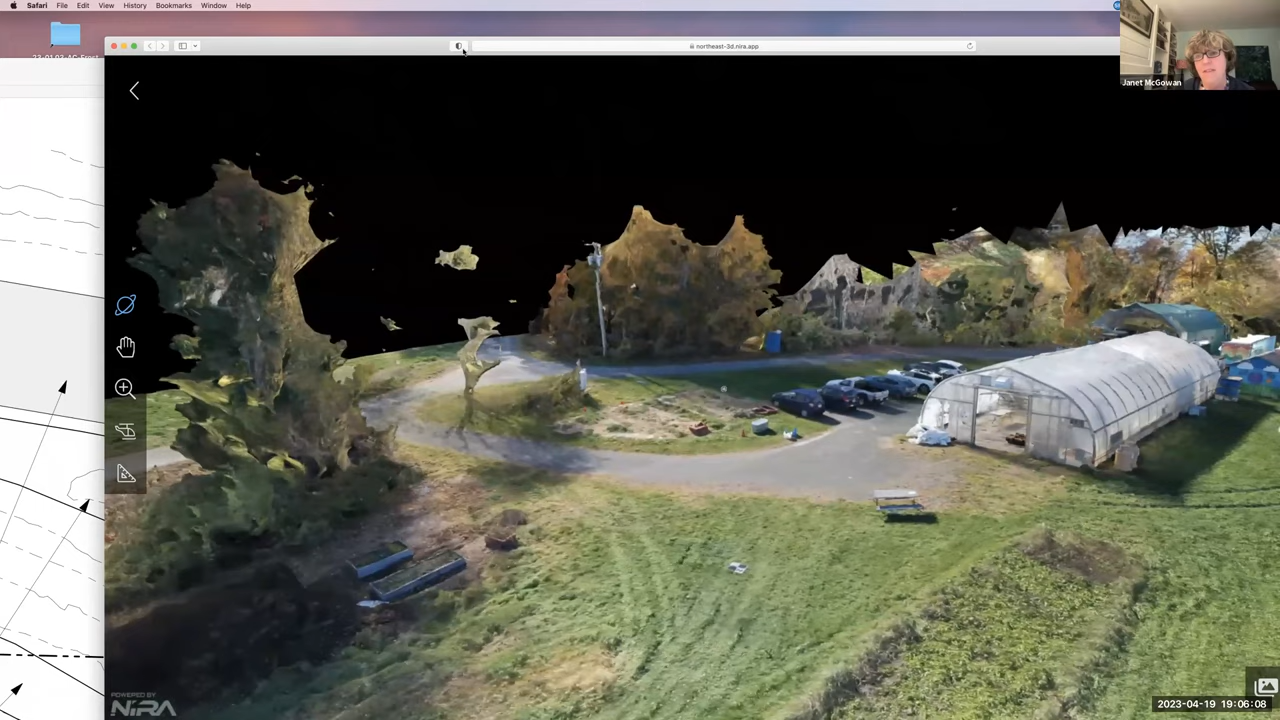 Safari File Edit View History Bookmarks Window Help
northeast-3d.nira.app
Janet McGowan
POWERED BY
NIRA
2023-04-19 19:06:08